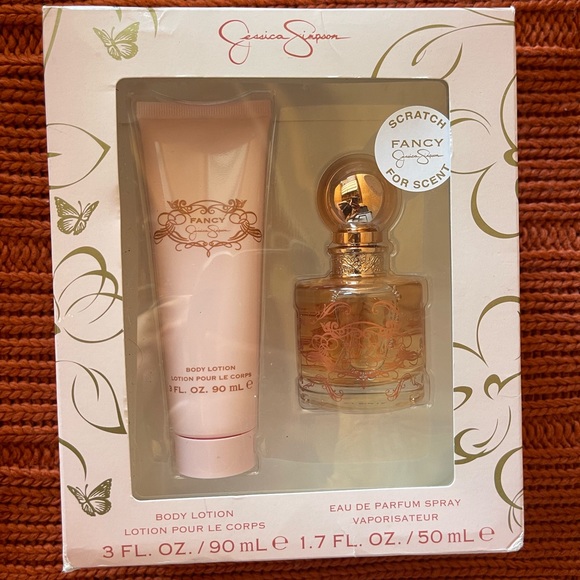 Jessica Simpson
SCRATCH
FANCY
Jessica Simpson
FOR SCENT
FANCY
Jessica Simpson
BODY LOTION
LOTION POUR LE CORPS
3 FL. OZ. 90 mL e
BODY LOTION
LOTION POUR LE CORPS
3 FL. OZ. / 90 mL e
EAU DE PARFUM SPRAY
VAPORISATEUR
1.7 FL. OZ. / 50 mL e